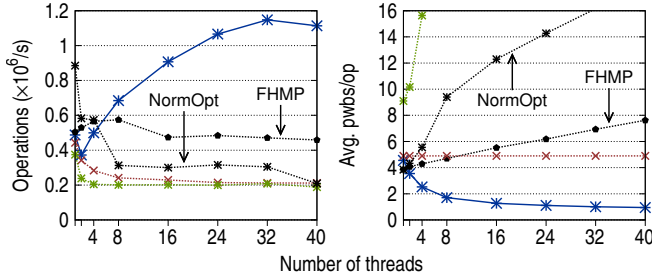 Operations (×10⁶/s)
1.2
1
0.8
0.6
0.4
0.2
0
NormOpt
FHMP
1 4 8 16 24 32 40
Avg. pwbs/op
16
14
12
10
8
6
4
2
0
FHMP
NormOpt
1 4 8 16 24 32 40
Number of threads